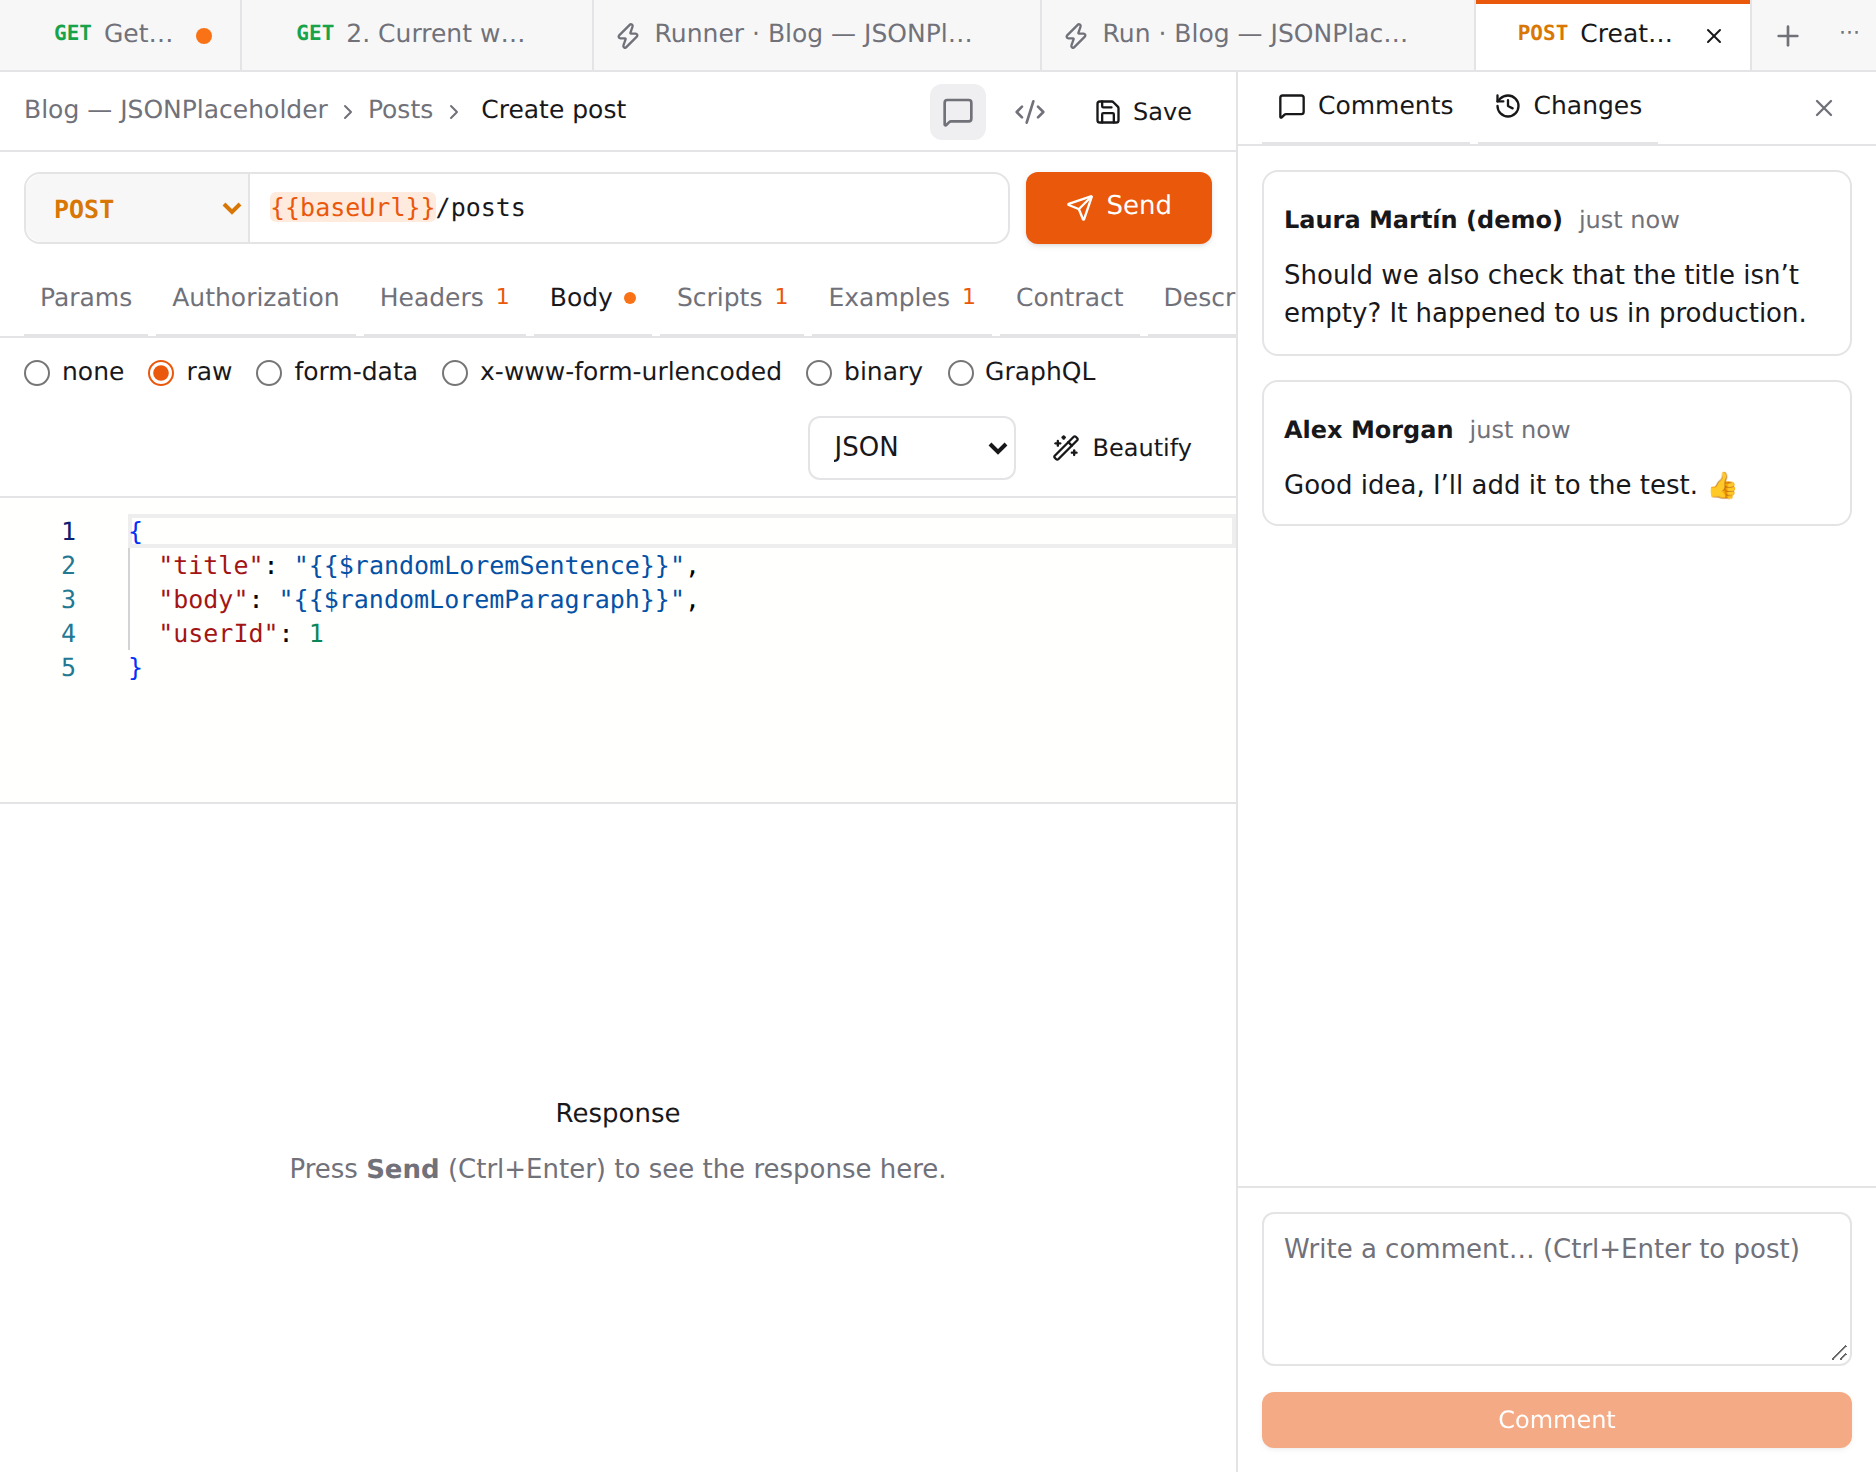 GET Get…
GET 2. Current w…
Runner · Blog — JSONPl…
Run · Blog — JSONPlac…
POST Creat…
Blog — JSONPlaceholder > Posts > Create post
Save
POST
{{baseUrl}}/posts
Send
Params Authorization Headers 1 Body Scripts 1 Examples 1 Contract Descr
none raw form-data x-www-form-urlencoded binary GraphQL
JSON
Beautify
1 {
2 "title": "{{$randomLoremSentence}}",
3 "body": "{{$randomLoremParagraph}}",
4 "userId": 1
5 }
Response
Press Send (Ctrl+Enter) to see the response here.
Comments Changes
Laura Martín (demo) just now
Should we also check that the title isn’t
empty? It happened to us in production.
Alex Morgan just now
Good idea, I’ll add it to the test. 👍
Write a comment… (Ctrl+Enter to post)
Comment